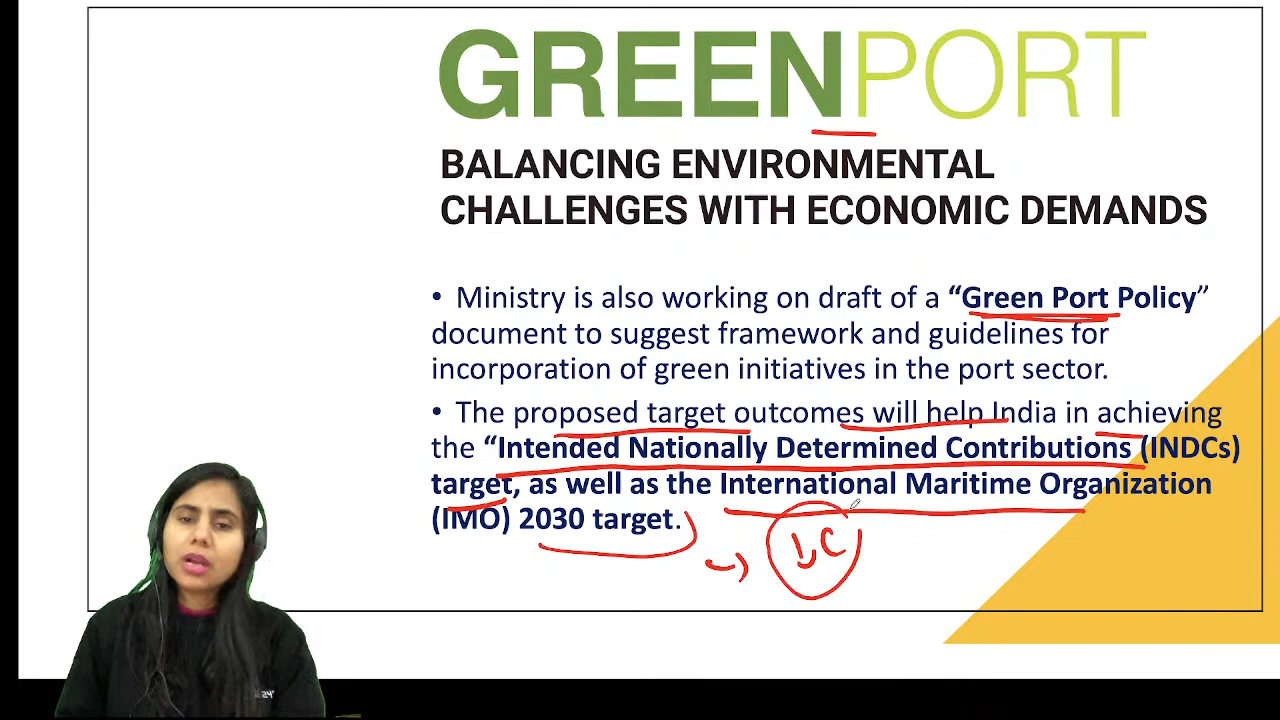 GREENPORT
BALANCING ENVIRONMENTAL
CHALLENGES WITH ECONOMIC DEMANDS
• Ministry is also working on draft of a “Green Port Policy”
document to suggest framework and guidelines for
incorporation of green initiatives in the port sector.
• The proposed target outcomes will help India in achieving
the “Intended Nationally Determined Contributions (INDCs)
target, as well as the International Maritime Organization
(IMO) 2030 target.